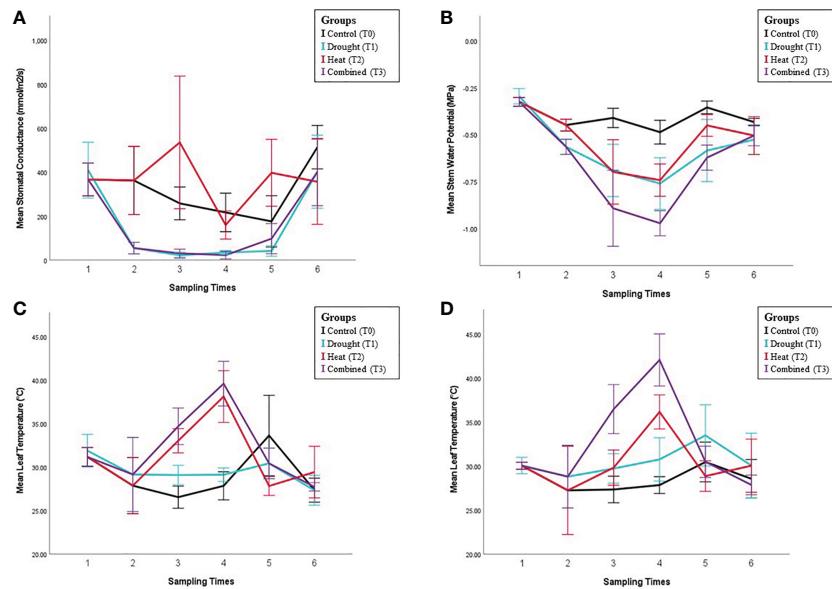 A
Groups
Control (T0)
Drought (T1)
Heat (T2)
Combined (T3)
Mean Stomatal Conductance (mmol/m2/s)
1,000
800
600
400
200
0
1 2 3 4 5 6
Sampling Times
B
Groups
Control (T0)
Drought (T1)
Heat (T2)
Combined (T3)
Mean Stem Water Potential (MPa)
0.00
-0.25
-0.50
-0.75
-1.00
1 2 3 4 5 6
Sampling Times
C
Groups
Control (T0)
Drought (T1)
Heat (T2)
Combined (T3)
Mean Leaf Temperature (°C)
45.00
40.00
35.00
30.00
25.00
20.00
1 2 3 4 5 6
Sampling Times
D
Groups
Control (T0)
Drought (T1)
Heat (T2)
Combined (T3)
Mean Leaf Temperature (°C)
45.00
40.00
35.00
30.00
25.00
20.00
1 2 3 4 5 6
Sampling Times